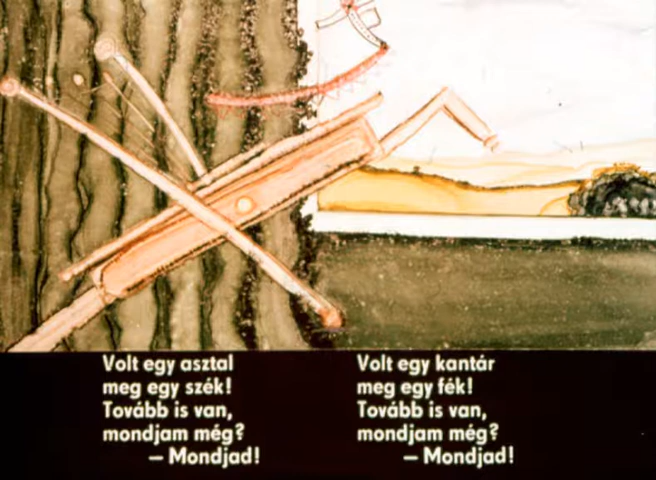 Volt egy asztal
meg egy szék!
Tovább is van,
mondjam még?
— Mondjad!
Volt egy kantár
meg egy fék!
Tovább is van,
mondjam még?
— Mondjad!